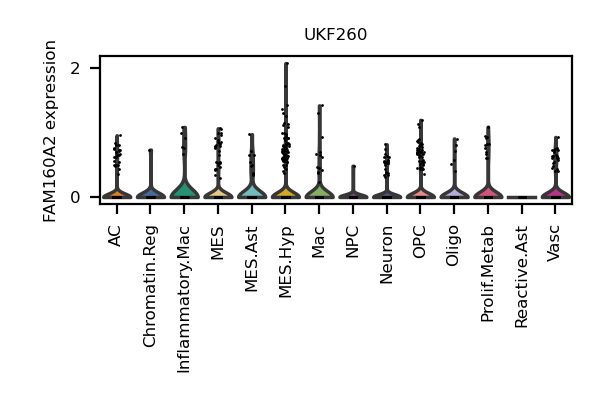 UKF260
FAM160A2 expression
2
0
AC
Chromatin.Reg
Inflammatory.Mac
MES
MES.Ast
MES.Hyp
Mac
NPC
Neuron
OPC
Oligo
Prolif.Metab
Reactive.Ast
Vasc